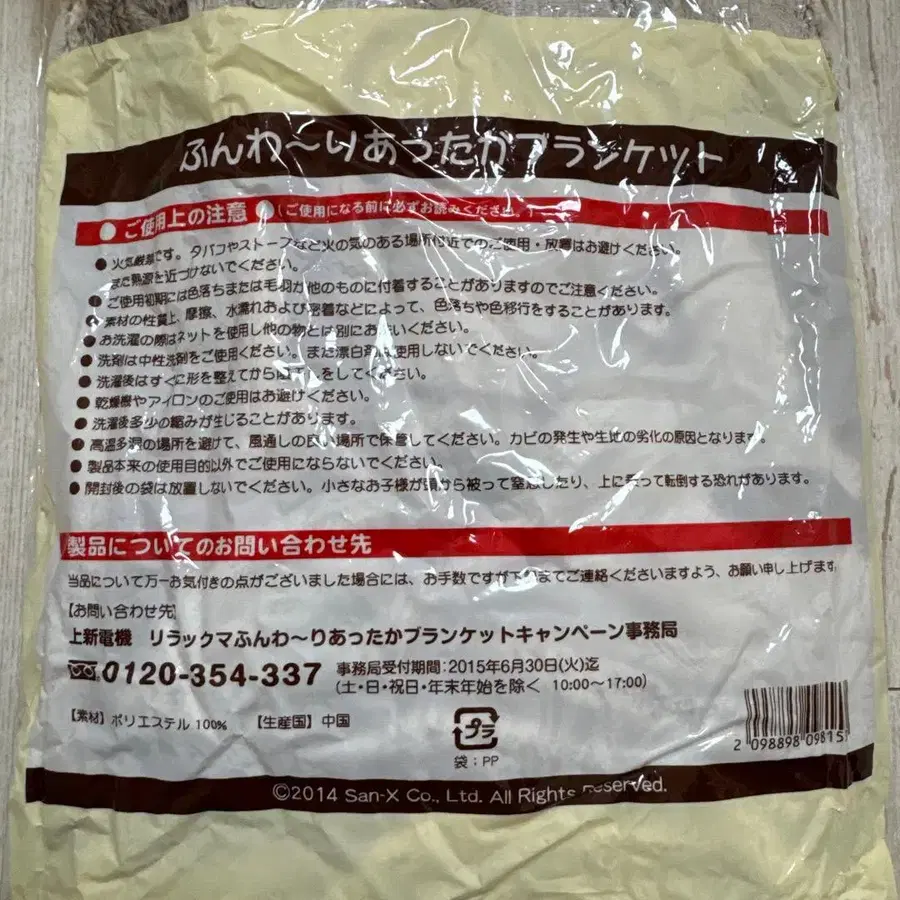 ふんわ～りあったかブランケット
●ご使用上の注意●(ご使用になる前に必ずお読みください。)
● 火気厳禁です。タバコやストーブなど火の気のある場所付近でのご使用・放置はお避けください。
また熱源を近づけないでください。
● ご使用初期には色落ちまたは毛羽が他のものに付着することがありますのでご注意ください。
● 素材の性質上、摩擦、水濡れおよび密着などによって、色落ちや色移行をすることがあります。
● お洗濯の際はネットを使用し他の物とは別にお洗いください。
● 洗剤は中性洗剤をご使用ください。また漂白剤は使用しないでください。
● 洗濯後はすぐに形を整えてから をしてください。
● 乾燥機やアイロンのご使用はお避けください。
● 洗濯後多少の縮みが生じることがあります。
● 高温多湿の場所を避けて、風通しの良い場所で保管してください。カビの発生や生地の劣化の原因となります。
● 製品本来の使用目的以外でご使用にならないでください。
● 開封後の袋は放置しないでください。小さなお子様が頭から被って窒息したり、上に乗って転倒する恐れがあります。
製品についてのお問い合わせ先
当品について万一お気付きの点がございました場合には、お手数ですが下記までご連絡くださいますよう、お願い申し上げます
【お問い合わせ先】
上新電機 リラックマふんわ～りあったかブランケットキャンペーン事務局
0120-354-337 事務局受付期間：2015年6月30日(火)迄
(土・日・祝日・年末年始を除く 10:00～17:00)
【素材】ポリエステル 100% 【生産国】中国
プラ
袋：PP
2 098898 09815
©2014 San-X Co., Ltd. All Rights reserved.